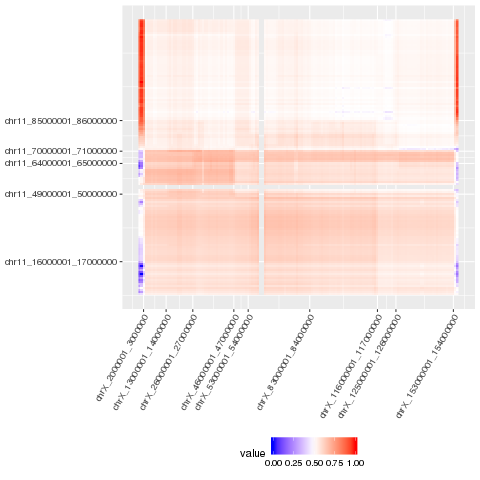 chr11_85000001_86000000
chr11_70000001_71000000
chr11_64000001_65000000
chr11_49000001_50000000
chr11_16000001_17000000
chrX_2000001_3000000
chrX_13000001_14000000
chrX_26000001_27000000
chrX_46000001_47000000
chrX_53000001_54000000
chrX_83000001_84000000
chrX_116000001_117000000
chrX_125000001_126000000
chrX_153000001_154000000
value
0.00 0.25 0.50 0.75 1.00